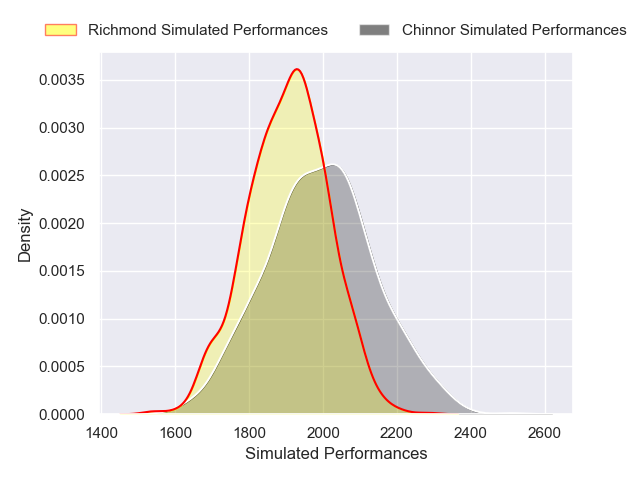 Richmond Simulated Performances
Chinnor Simulated Performances
0.0035
0.0030
0.0025
0.0020
0.0015
0.0010
0.0005
0.0000
Density
1400 1600 1800 2000 2200 2400 2600
Simulated Performances